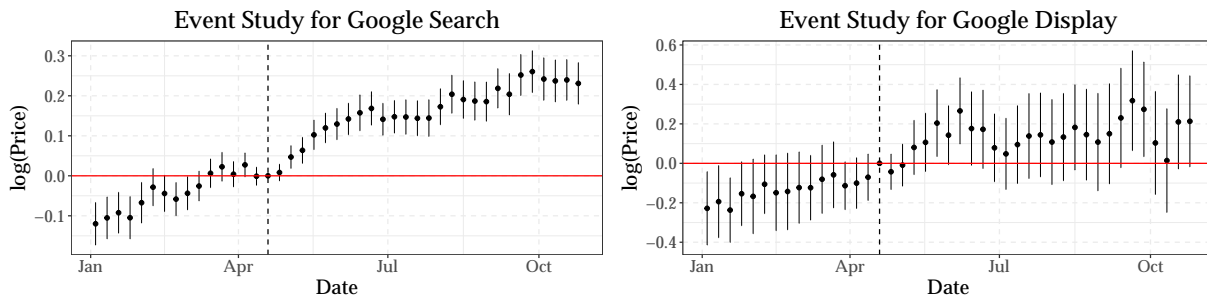 Event Study for Google Search
log(Price)
0.3
0.2
0.1
0.0
−0.1
Jan
Apr
Jul
Oct
Date
Event Study for Google Display
log(Price)
0.6
0.4
0.2
0.0
−0.2
−0.4
Jan
Apr
Jul
Oct
Date